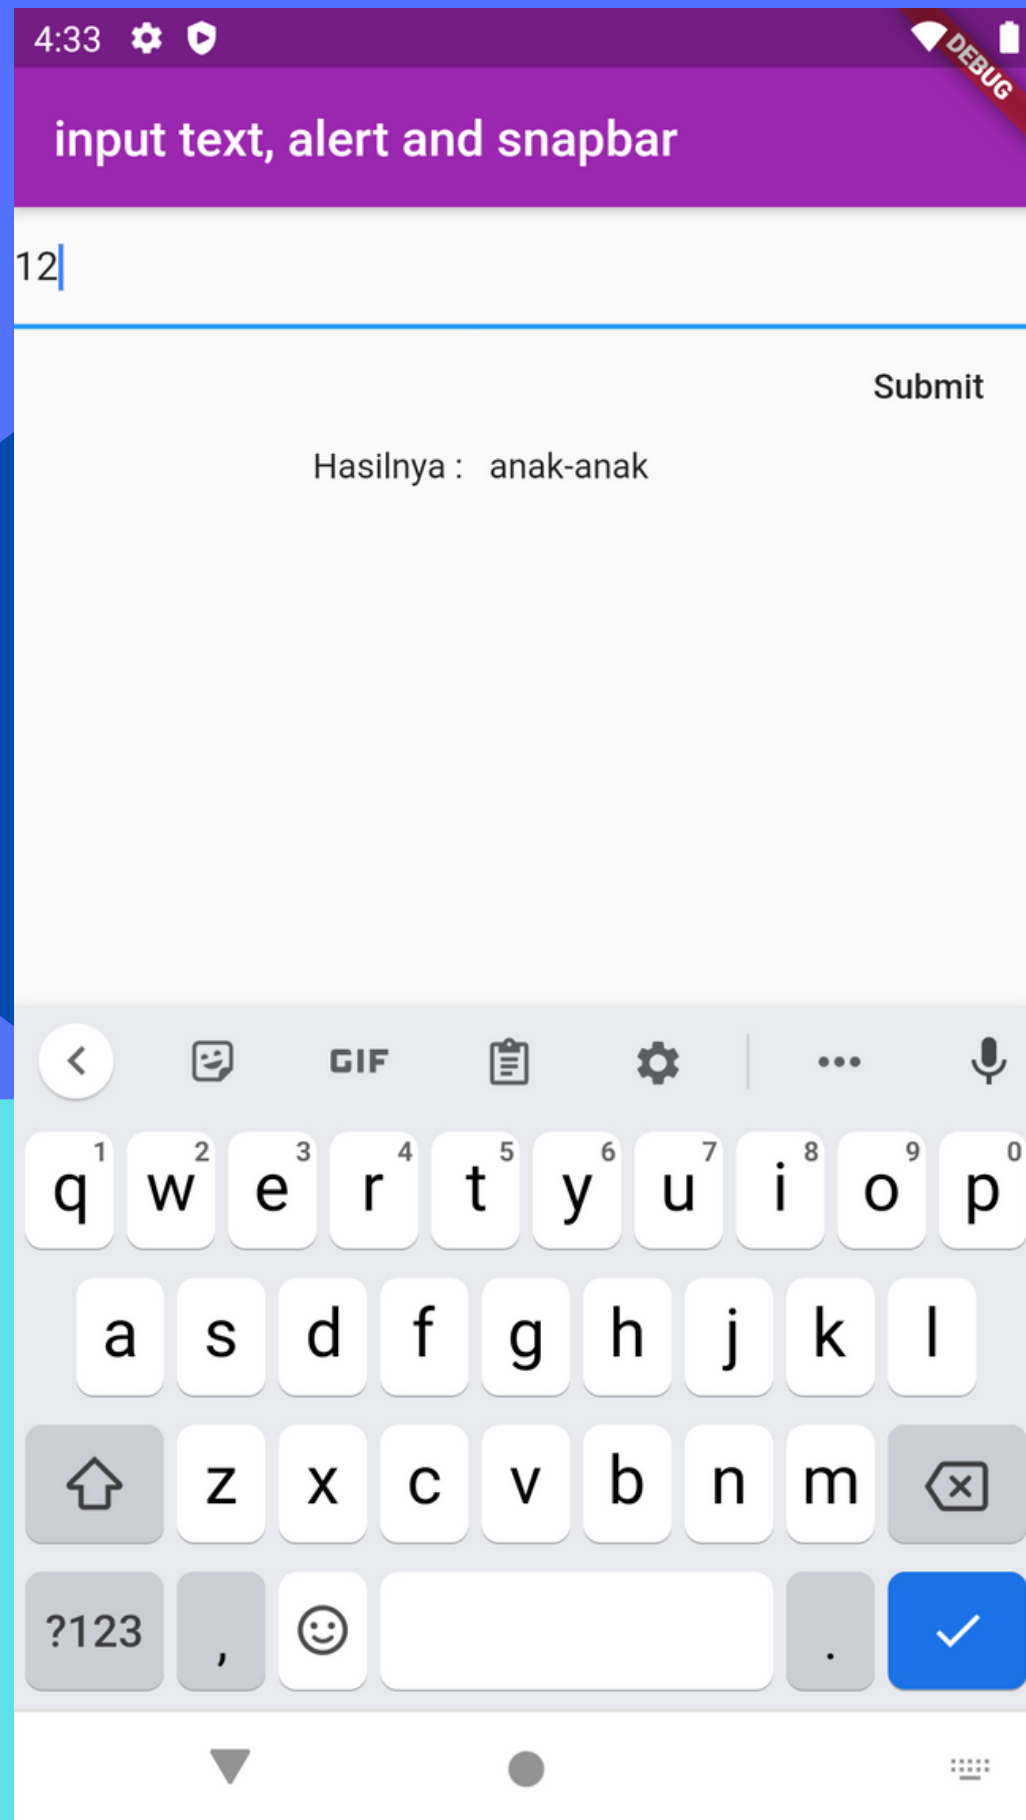 4:33
DEBUG
input text, alert and snapbar
12
Submit
Hasilnya : anak-anak
GIF
1 2 3 4 5 6 7 8 9 0
q w e r t y u i o p
a s d f g h j k l
z x c v b n m
?123 , .